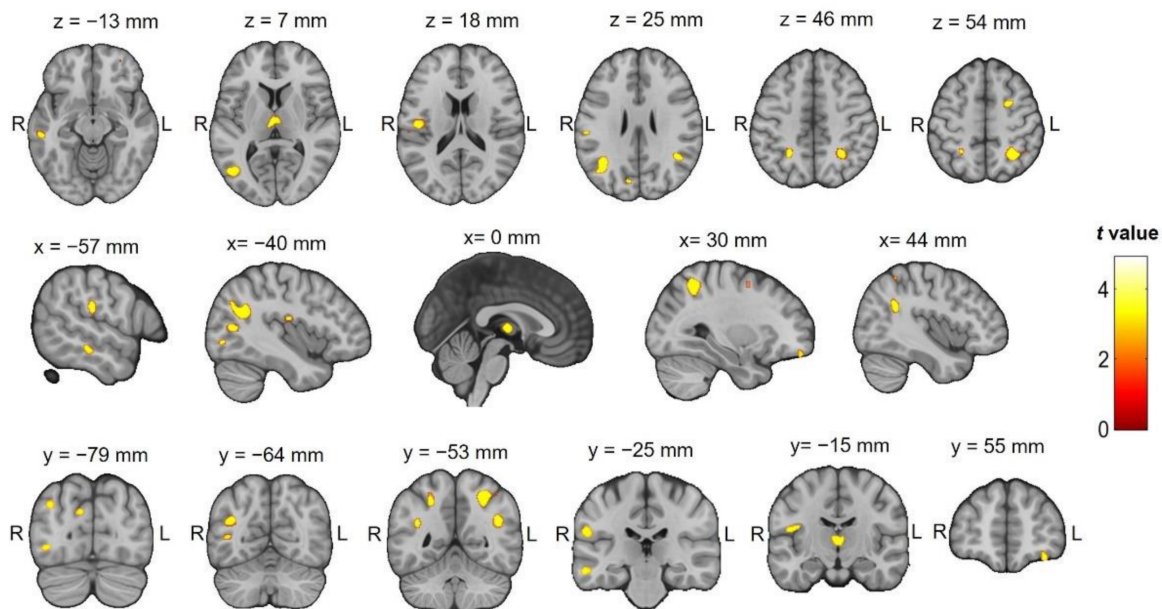 z = −13 mm z = 7 mm z = 18 mm z = 25 mm z = 46 mm z = 54 mm
R L R L R L R L
x = −57 mm x= −40 mm x= 0 mm x= 30 mm x= 44 mm
t value
4
2
0
y = −79 mm y = −64 mm y = −53 mm y = −25 mm y= −15 mm y= 55 mm
R L R L R L R L R L R L